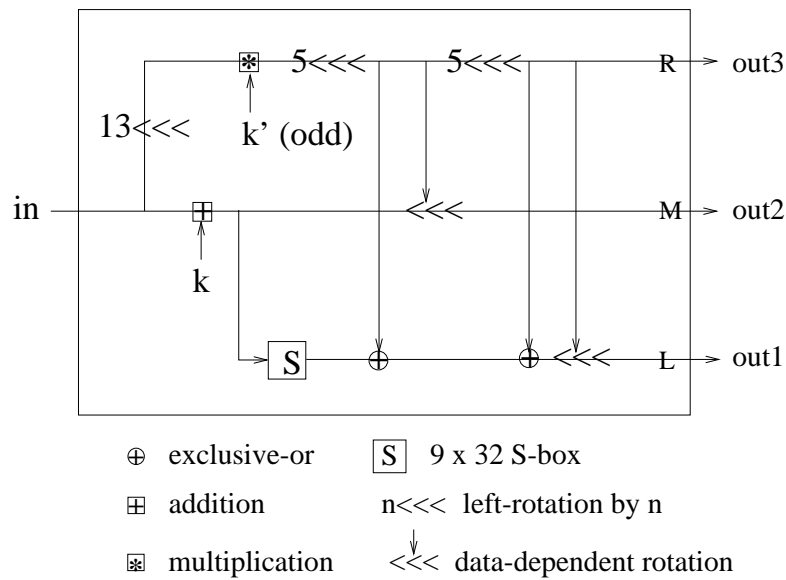 * 5<<< 5<<< R out3
13<<< k’ (odd)
in + <<< M out2
k
S + + <<< L out1
+ exclusive-or S 9 x 32 S-box
+ addition n<<< left-rotation by n
* multiplication <<< data-dependent rotation